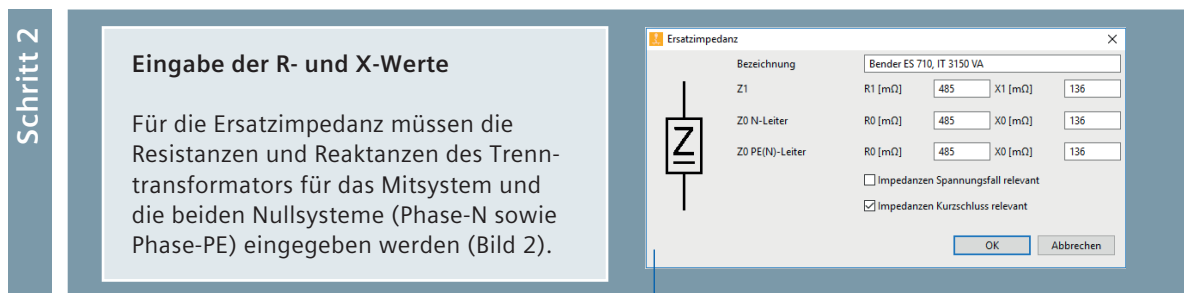 Schritt 2
Eingabe der R- und X-Werte
Für die Ersatzimpedanz müssen die
Resistanzen und Reaktanzen des Trenn-
transformators für das Mitsystem und
die beiden Nullsysteme (Phase-N sowie
Phase-PE) eingegeben werden (Bild 2).
Ersatzimpedanz
Bezeichnung Bender ES 710, IT 3150 VA
Z1 R1 [mΩ] 485 X1 [mΩ] 136
Z0 N-Leiter R0 [mΩ] 485 X0 [mΩ] 136
Z0 PE(N)-Leiter R0 [mΩ] 485 X0 [mΩ] 136
Z
Impedanzen Spannungsfall relevant
Impedanzen Kurzschluss relevant
OK Abbrechen